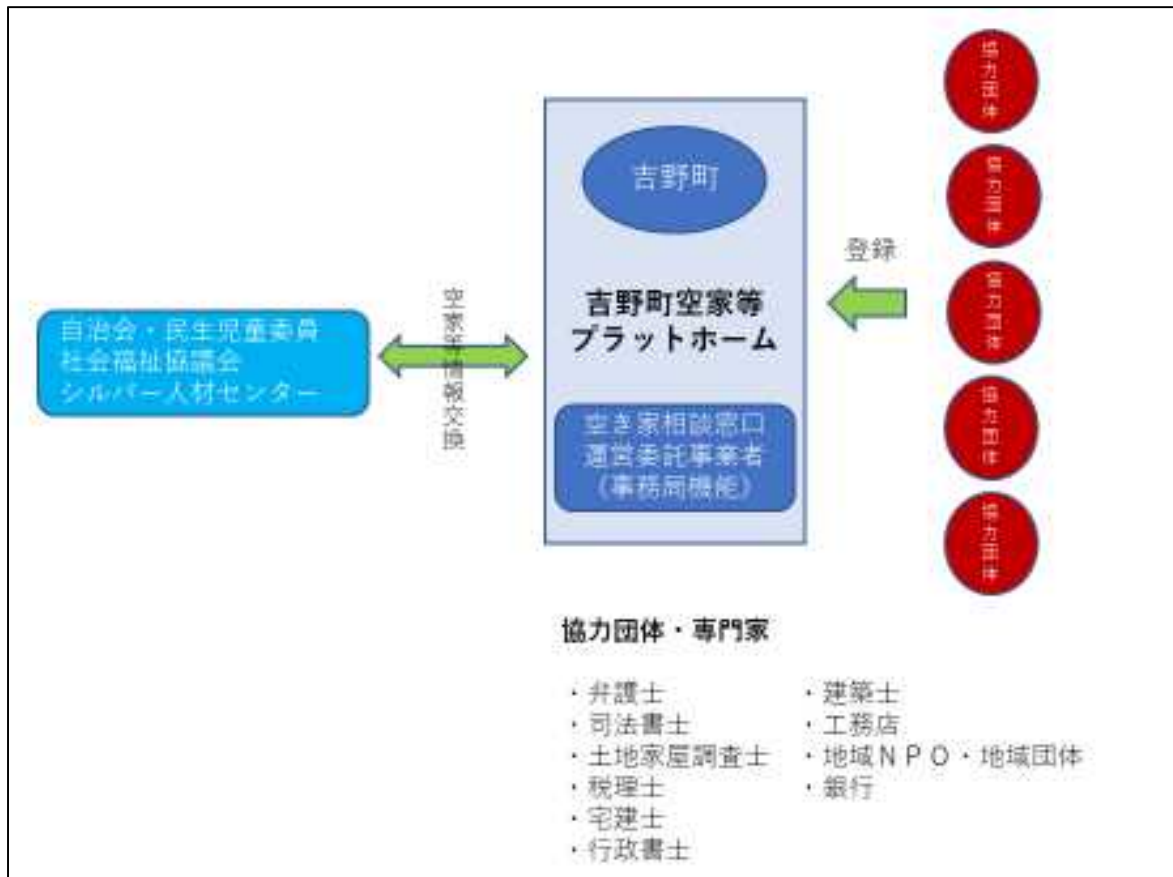 協力団体
協力団体
協力団体
協力団体
協力団体
登録
吉野町
吉野町空家等
プラットホーム
空き家相談窓口
運営委託事業者
（事務局機能）
空家等情報交換
自治会・民生児童委員
社会福祉協議会
シルバー人材センター
協力団体・専門家
・弁護士
・司法書士
・土地家屋調査士
・税理士
・宅建士
・行政書士
・建築士
・工務店
・地域ＮＰＯ・地域団体
・銀行